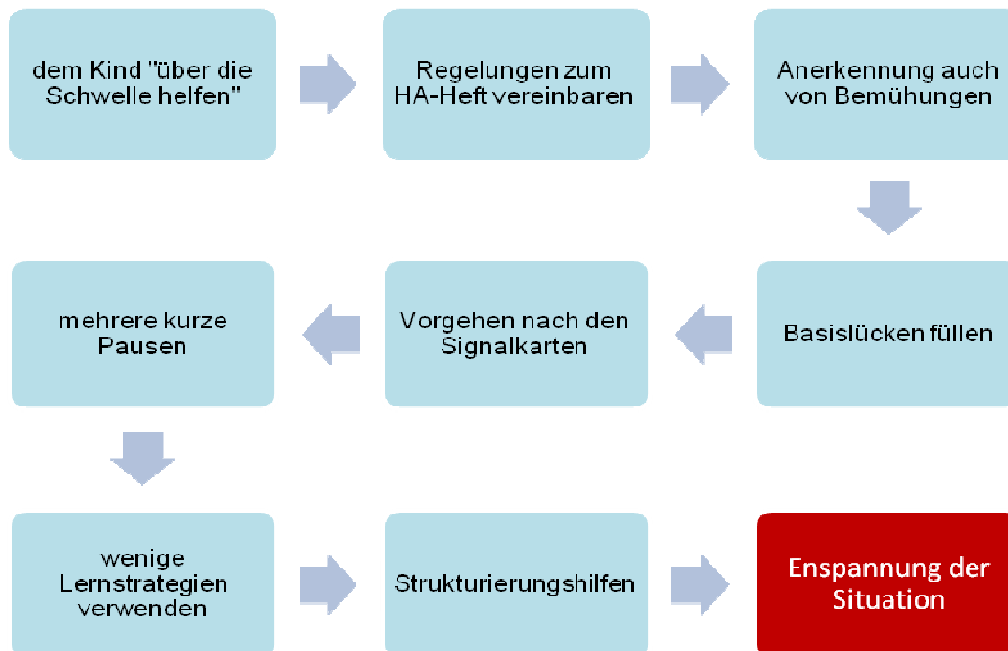 dem Kind "über die
Schwelle helfen"
Regelungen zum
HA-Heft vereinbaren
Anerkennung auch
von Bemühungen
Basislücken füllen
Vorgehen nach den
Signalkarten
mehrere kurze
Pausen
wenige
Lernstrategien
verwenden
Strukturierungshilfen
Enspannung der
Situation